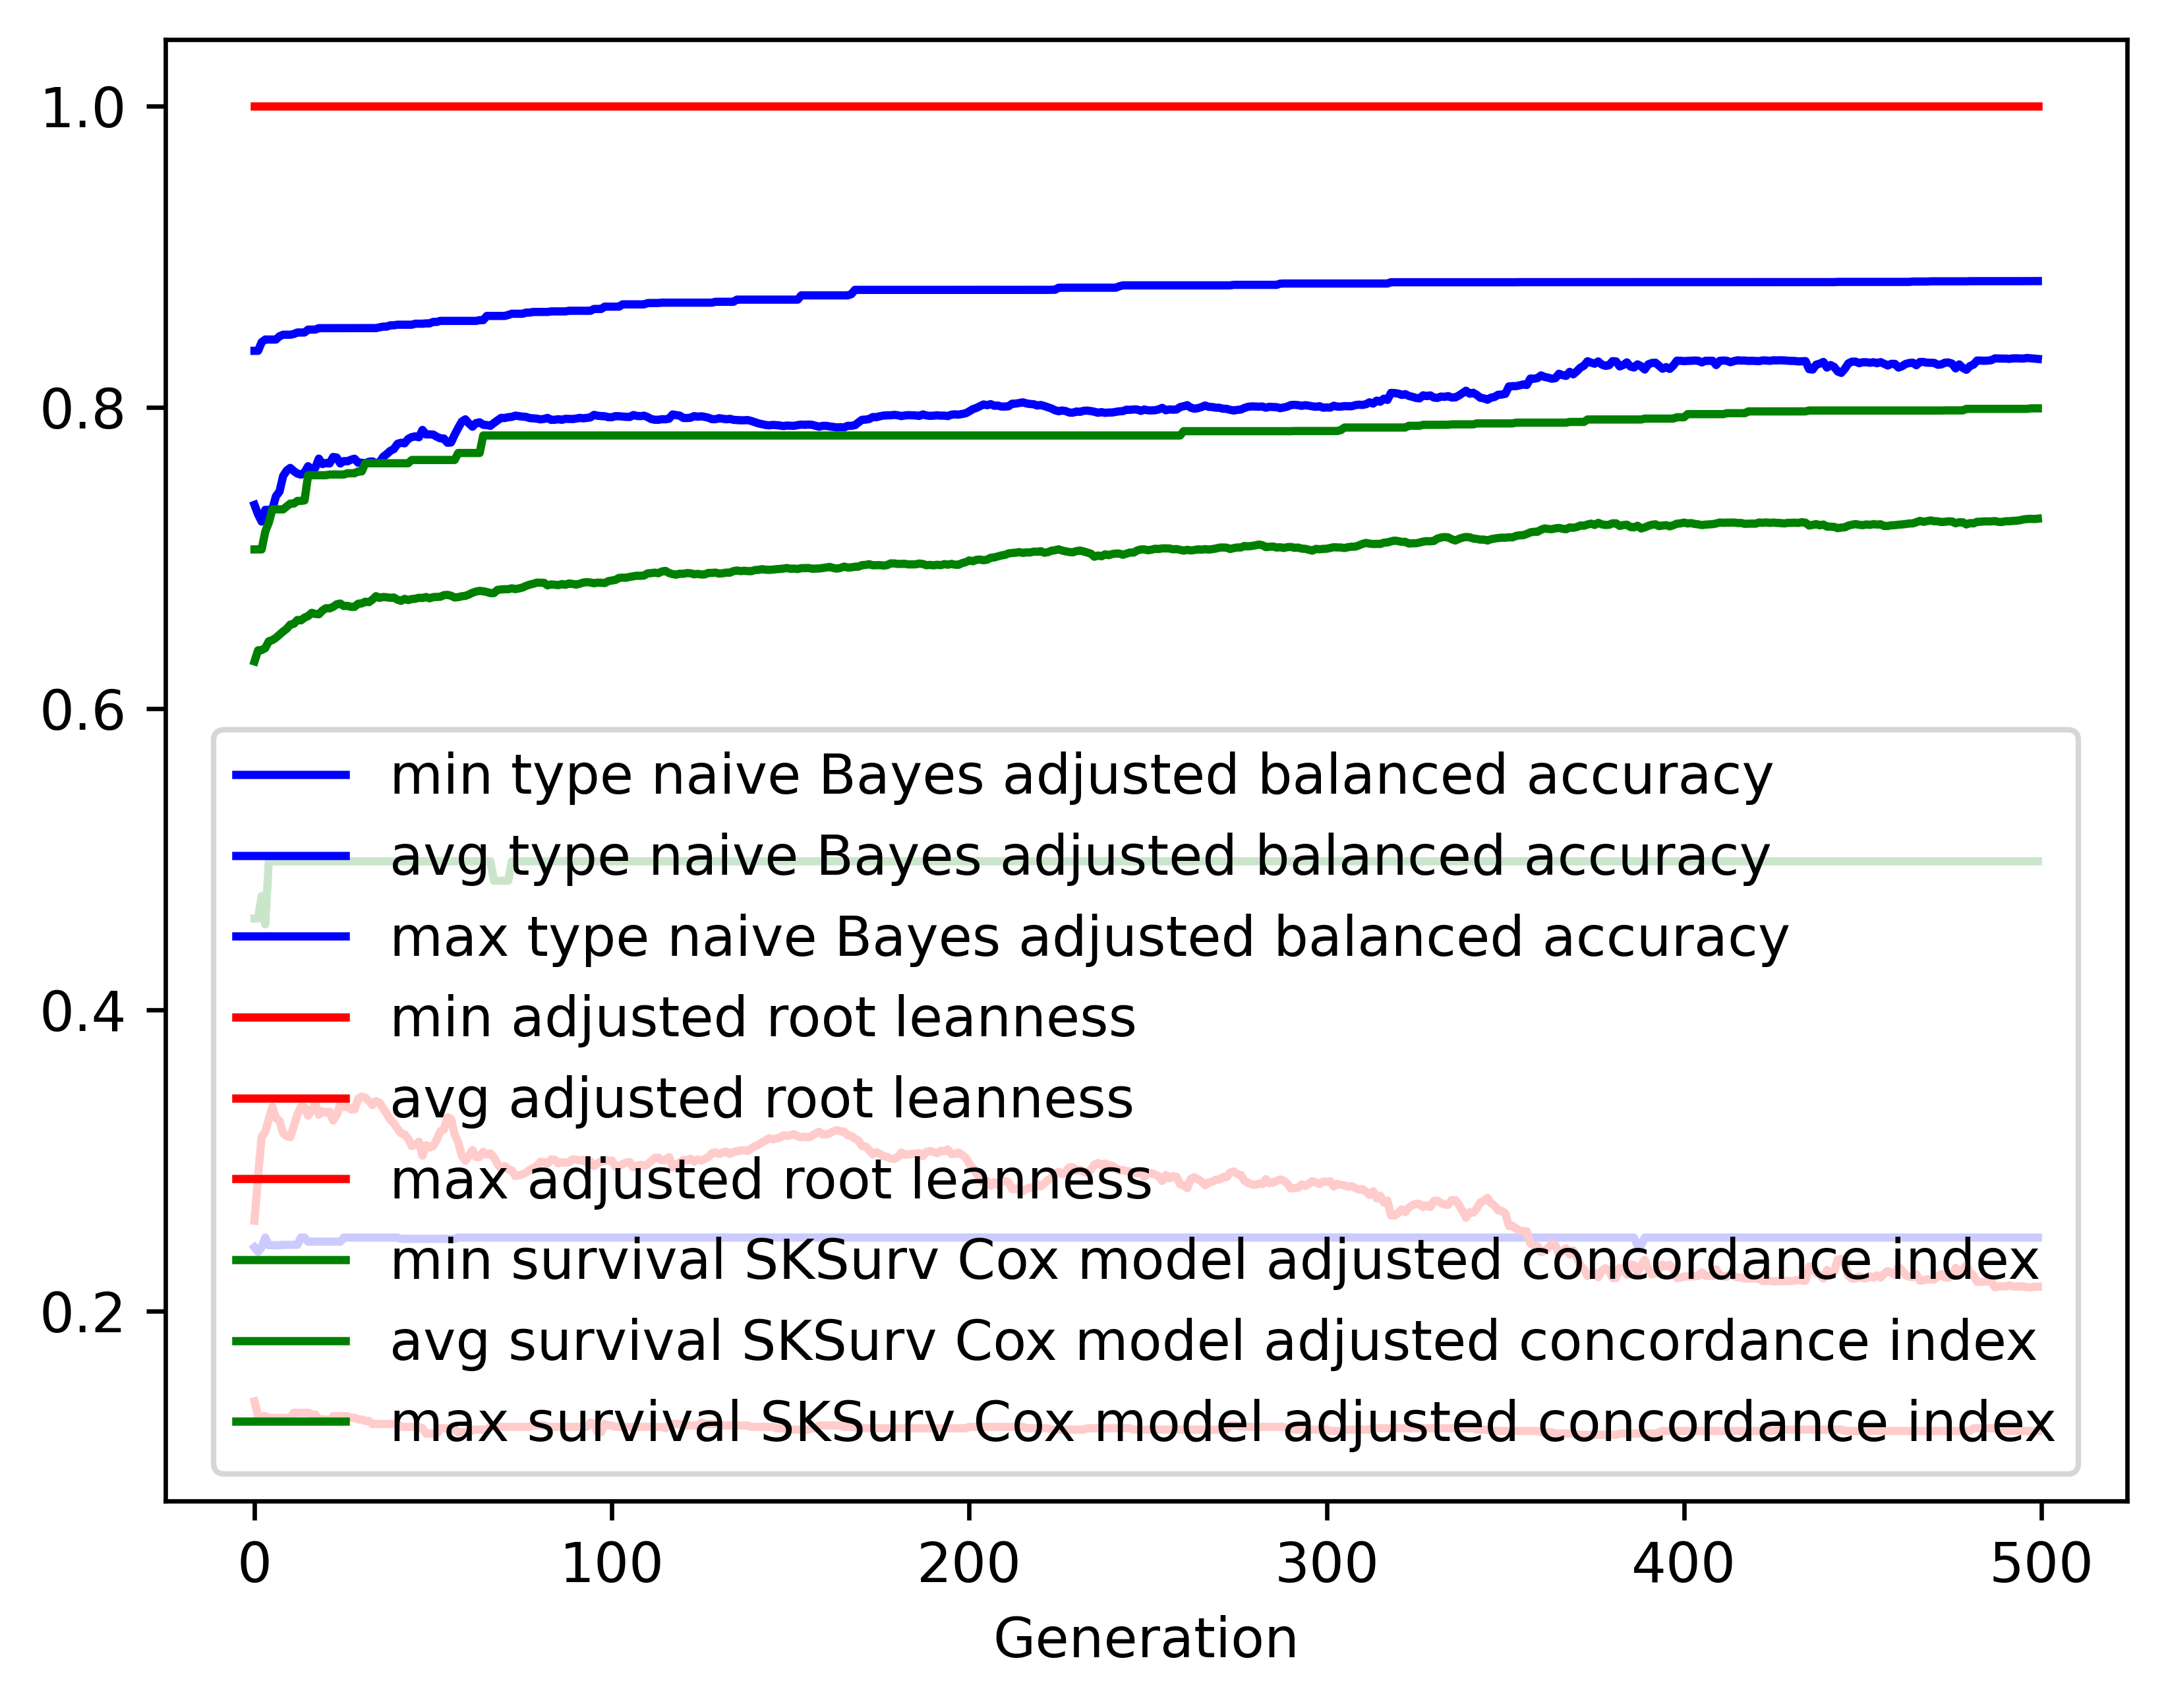 1.0
0.8
0.6
0.4
0.2
min type naive Bayes adjusted balanced accuracy
avg type naive Bayes adjusted balanced accuracy
max type naive Bayes adjusted balanced accuracy
min adjusted root leanness
avg adjusted root leanness
max adjusted root leanness
min survival SKSurv Cox model adjusted concordance index
avg survival SKSurv Cox model adjusted concordance index
max survival SKSurv Cox model adjusted concordance index
0 100 200 300 400 500
Generation